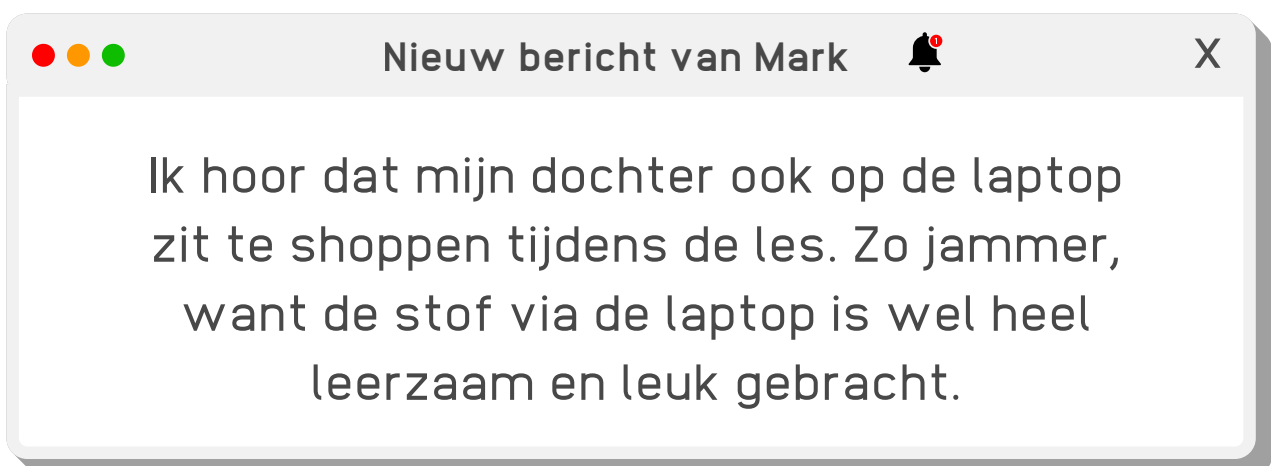 Nieuw bericht van Mark
1
X
Ik hoor dat mijn dochter ook op de laptop
zit te shoppen tijdens de les. Zo jammer,
want de stof via de laptop is wel heel
leerzaam en leuk gebracht.